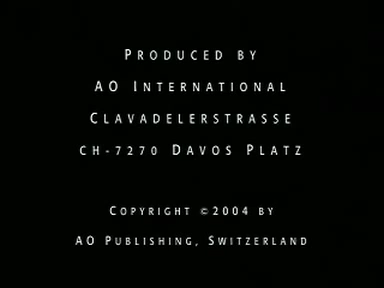 Produced by
AO International
Clavadelerstrasse
CH-7270 Davos Platz
Copyright ©2004 by
AO Publishing, Switzerland